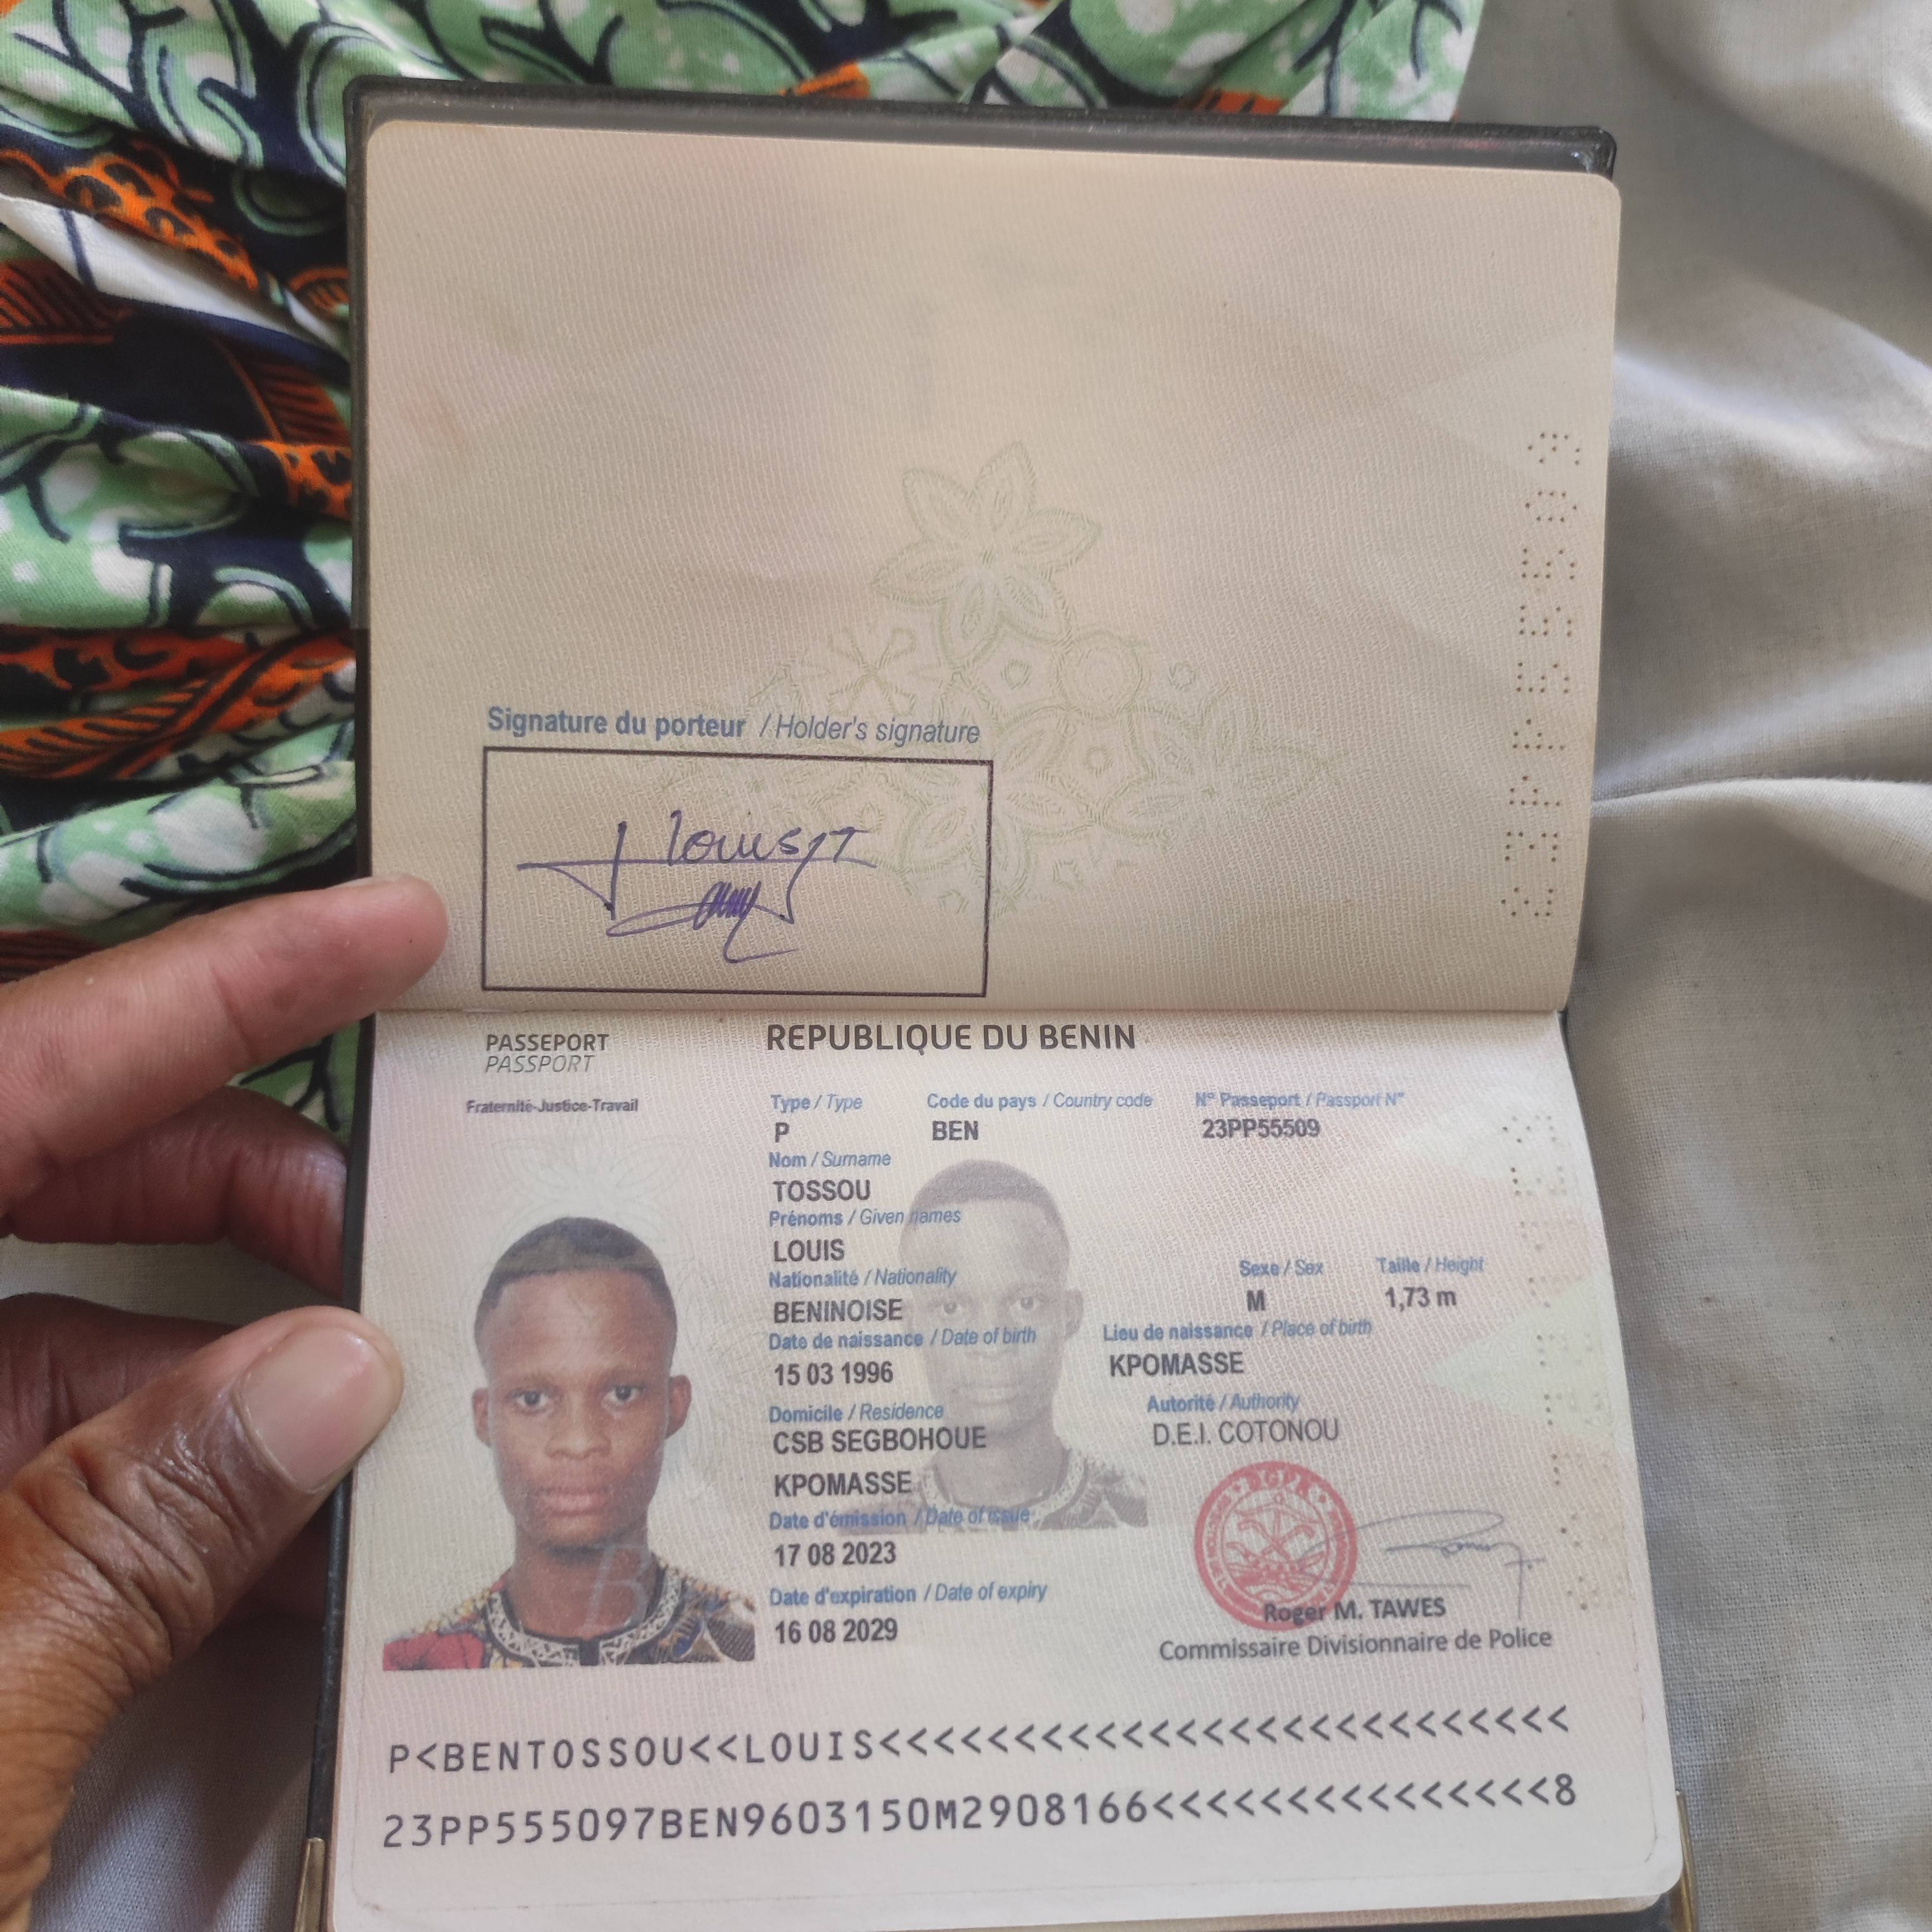 23PP55509
Signature du porteur / Holder's signature
Louis T
PASSEPORT
PASSPORT
REPUBLIQUE DU BENIN
Fraternité-Justice-Travail
Type / Type
Code du pays / Country code
N° Passeport / Passport N°
P
BEN
23PP55509
Nom / Surname
TOSSOU
Prénoms / Given names
LOUIS
Nationalité / Nationality
Sexe / Sex
Taille / Height
BENINOISE
M
1,73 m
Date de naissance / Date of birth
Lieu de naissance / Place of birth
15 03 1996
KPOMASSE
Domicile / Residence
Autorité / Authority
CSB SEGBOHOUE
D.E.I. COTONOU
KPOMASSE
Date d'émission / Date of issue
17 08 2023
Date d'expiration / Date of expiry
16 08 2029
Roger M. TAWES
Commissaire Divisionnaire de Police
P<BENTOSSOU<<LOUIS<<<<<<<<<<<<<<<<<<<<<<<<<<
23PP555097BEN9603150M2908166<<<<<<<<<<<<<<<8